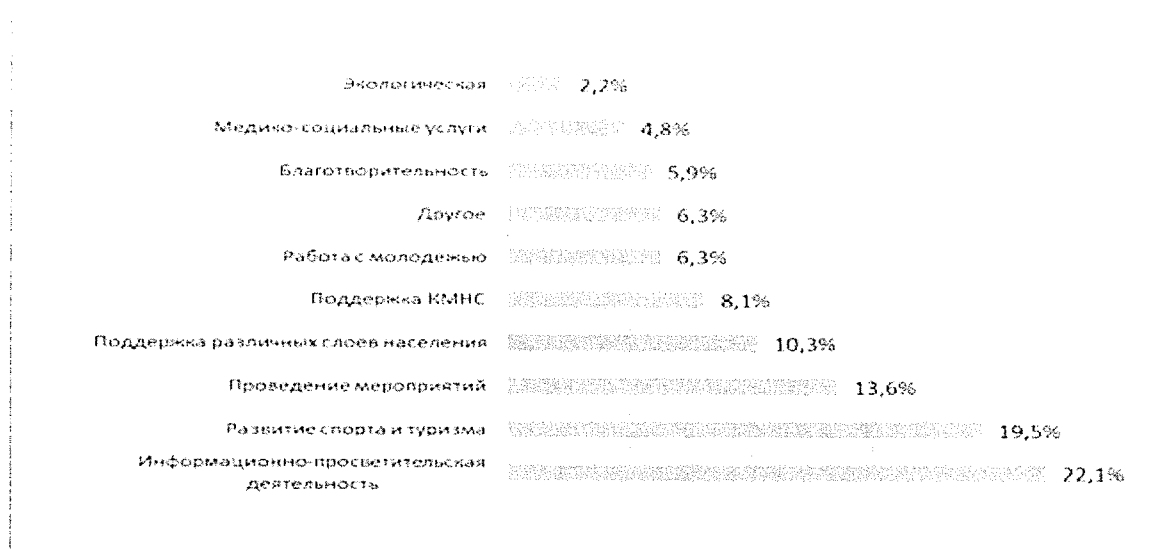 Экологическая 2,2%
Медико-социальные услуги 4,8%
Благотворительность 5,9%
Другое 6,3%
Работа с молодежью 6,3%
Поддержка КМНС 8,1%
Поддержка различных слоев населения 10,3%
Проведение мероприятий 13,6%
Развитие спорта и туризма 19,5%
Информационно-просветительская
деятельность 22,1%